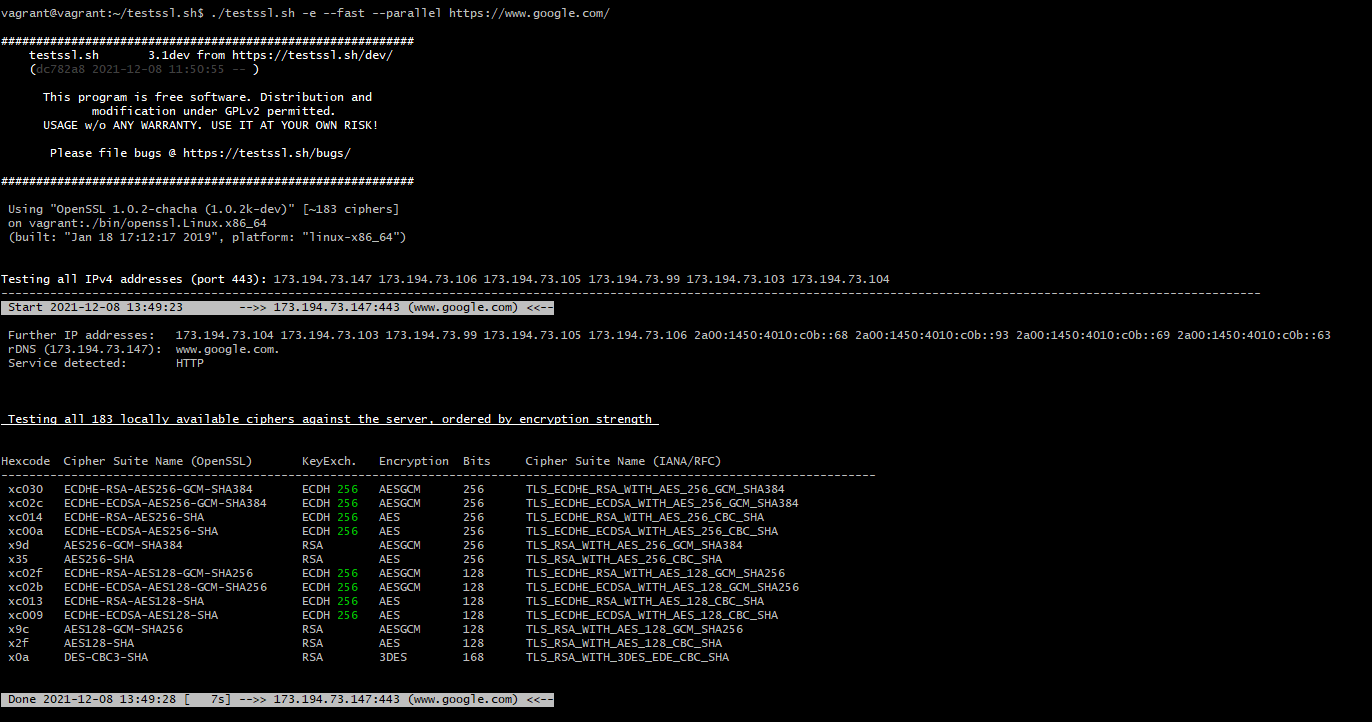 vagrant@vagrant:~/testssl.sh$ ./testssl.sh -e --fast --parallel https://www.google.com/
###########################################################
testssl.sh       3.1dev from https://testssl.sh/dev/
(dc782a8 2021-12-08 11:50:55 -- )
This program is free software. Distribution and
modification under GPLv2 permitted.
USAGE w/o ANY WARRANTY. USE IT AT YOUR OWN RISK!
Please file bugs @ https://testssl.sh/bugs/
###########################################################
Using "OpenSSL 1.0.2-chacha (1.0.2k-dev)" [~183 ciphers]
on vagrant:./bin/openssl.Linux.x86_64
(built: "Jan 18 17:12:17 2019", platform: "linux-x86_64")
Testing all IPv4 addresses (port 443): 173.194.73.147 173.194.73.106 173.194.73.105 173.194.73.99 173.194.73.103 173.194.73.104
------------------------------------------------------------------------------------------------------------------------------------------------------------------------------------
Start 2021-12-08 13:49:23        -->> 173.194.73.147:443 (www.google.com) <<--
Further IP addresses:   173.194.73.104 173.194.73.103 173.194.73.99 173.194.73.105 173.194.73.106 2a00:1450:4010:c0b::68 2a00:1450:4010:c0b::93 2a00:1450:4010:c0b::69 2a00:1450:4010:c0b::63
rDNS (173.194.73.147):  www.google.com.
Service detected:       HTTP
Testing all 183 locally available ciphers against the server, ordered by encryption strength
Hexcode  Cipher Suite Name (OpenSSL)       KeyExch.   Encryption  Bits     Cipher Suite Name (IANA/RFC)
-----------------------------------------------------------------------------------------------------------------------------
xc030   ECDHE-RSA-AES256-GCM-SHA384       ECDH 256   AESGCM      256      TLS_ECDHE_RSA_WITH_AES_256_GCM_SHA384
xc02c   ECDHE-ECDSA-AES256-GCM-SHA384     ECDH 256   AESGCM      256      TLS_ECDHE_ECDSA_WITH_AES_256_GCM_SHA384
xc014   ECDHE-RSA-AES256-SHA              ECDH 256   AES         256      TLS_ECDHE_RSA_WITH_AES_256_CBC_SHA
xc00a   ECDHE-ECDSA-AES256-SHA            ECDH 256   AES         256      TLS_ECDHE_ECDSA_WITH_AES_256_CBC_SHA
x9d     AES256-GCM-SHA384                 RSA        AESGCM      256      TLS_RSA_WITH_AES_256_GCM_SHA384
x35     AES256-SHA                        RSA        AES         256      TLS_RSA_WITH_AES_256_CBC_SHA
xc02f   ECDHE-RSA-AES128-GCM-SHA256       ECDH 256   AESGCM      128      TLS_ECDHE_RSA_WITH_AES_128_GCM_SHA256
xc02b   ECDHE-ECDSA-AES128-GCM-SHA256     ECDH 256   AESGCM      128      TLS_ECDHE_ECDSA_WITH_AES_128_GCM_SHA256
xc013   ECDHE-RSA-AES128-SHA              ECDH 256   AES         128      TLS_ECDHE_RSA_WITH_AES_128_CBC_SHA
xc009   ECDHE-ECDSA-AES128-SHA            ECDH 256   AES         128      TLS_ECDHE_ECDSA_WITH_AES_128_CBC_SHA
x9c     AES128-GCM-SHA256                 RSA        AESGCM      128      TLS_RSA_WITH_AES_128_GCM_SHA256
x2f     AES128-SHA                        RSA        AES         128      TLS_RSA_WITH_AES_128_CBC_SHA
x0a     DES-CBC3-SHA                      RSA        3DES        168      TLS_RSA_WITH_3DES_EDE_CBC_SHA
Done 2021-12-08 13:49:28 [   7s] -->> 173.194.73.147:443 (www.google.com) <<--